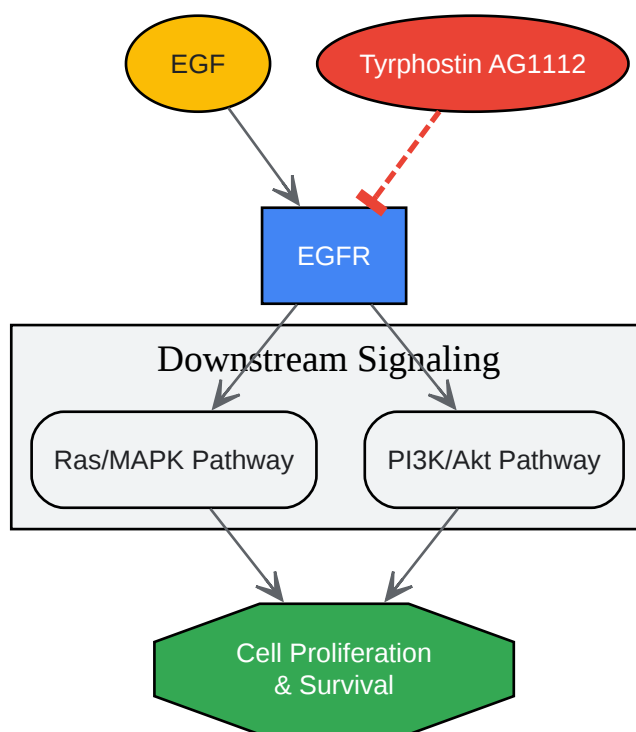 EGF
Tyrphostin AG1112
EGFR
Downstream Signaling
Ras/MAPK Pathway
PI3K/Akt Pathway
Cell Proliferation
& Survival